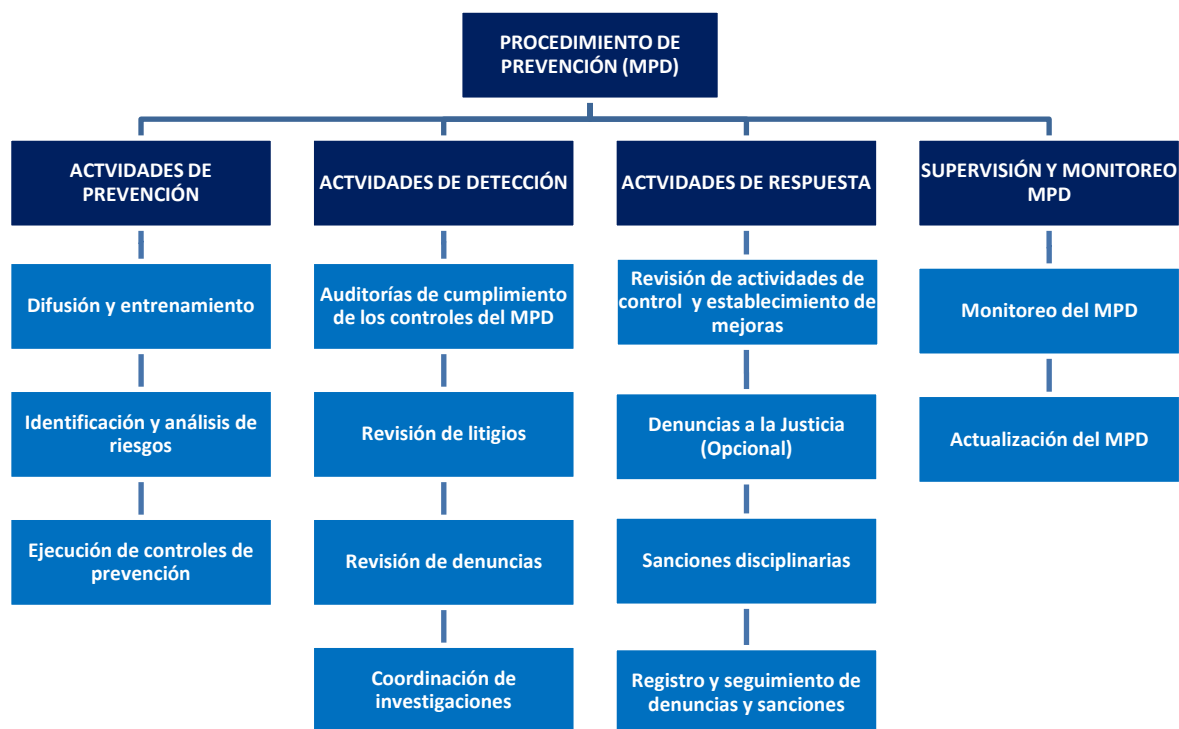 PROCEDIMIENTO DE
PREVENCIÓN (MPD)
ACTVIDADES DE
PREVENCIÓN
Difusión y entrenamiento
Identificación y análisis de
riesgos
Ejecución de controles de
prevención
ACTVIDADES DE DETECCIÓN
Auditorías de cumplimiento
de los controles del MPD
Revisión de litigios
Revisión de denuncias
Coordinación de
investigaciones
ACTVIDADES DE RESPUESTA
Revisión de actividades de
control y establecimiento de
mejoras
Denuncias a la Justicia
(Opcional)
Sanciones disciplinarias
Registro y seguimiento de
denuncias y sanciones
SUPERVISIÓN Y MONITOREO
MPD
Monitoreo del MPD
Actualización del MPD